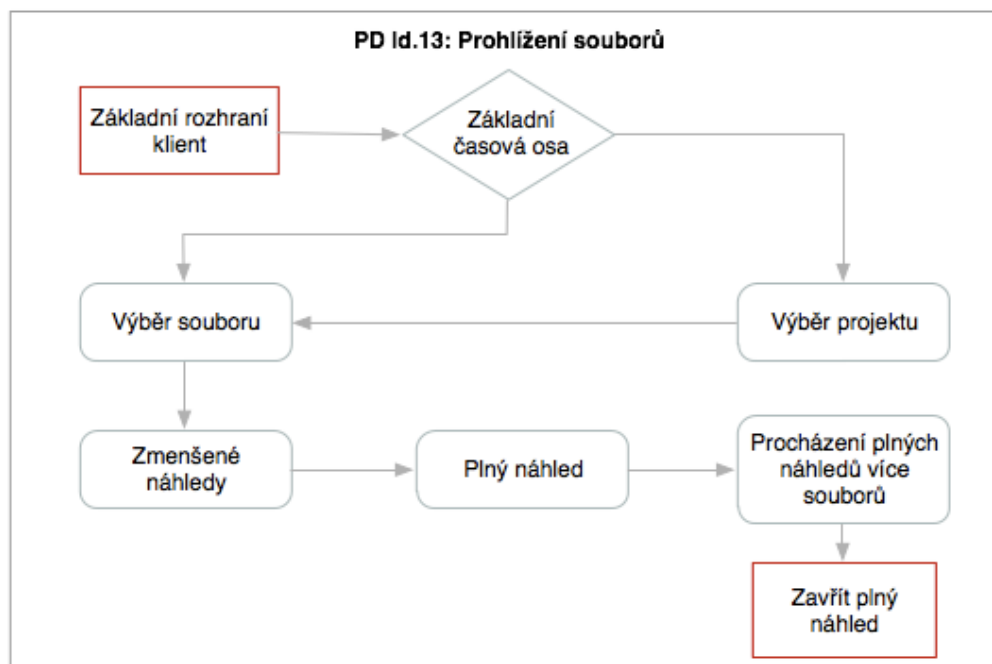 PD Id.13: Prohlížení souborů
Základní rozhraní
klient
Základní
časová osa
Výběr souboru
Výběr projektu
Zmenšené
náhledy
Plný náhled
Procházení plných
náhledů více
souborů
Zavřít plný
náhled